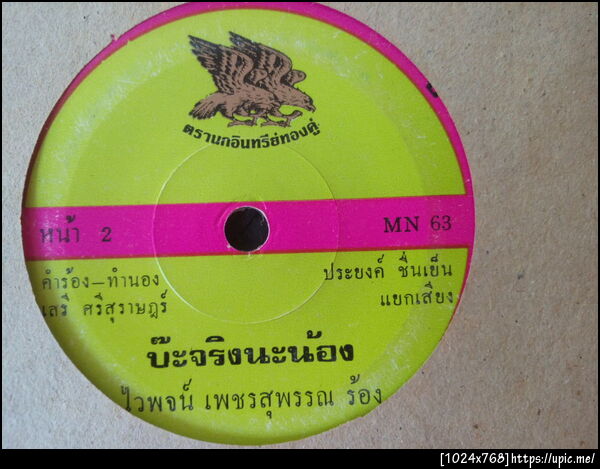 ตรานกอินทรีย์ทองคู่
หน้า 2
MN 63
คำร้อง-ทำนอง
เสรี ศรีสุราษฎร์
ประยงค์ ชื่นเย็น
แยกเสียง
บ๊ะจริงนะน้อง
ไวพจน์ เพชรสุพรรณ ร้อง
[1024x768]https://upic.me/